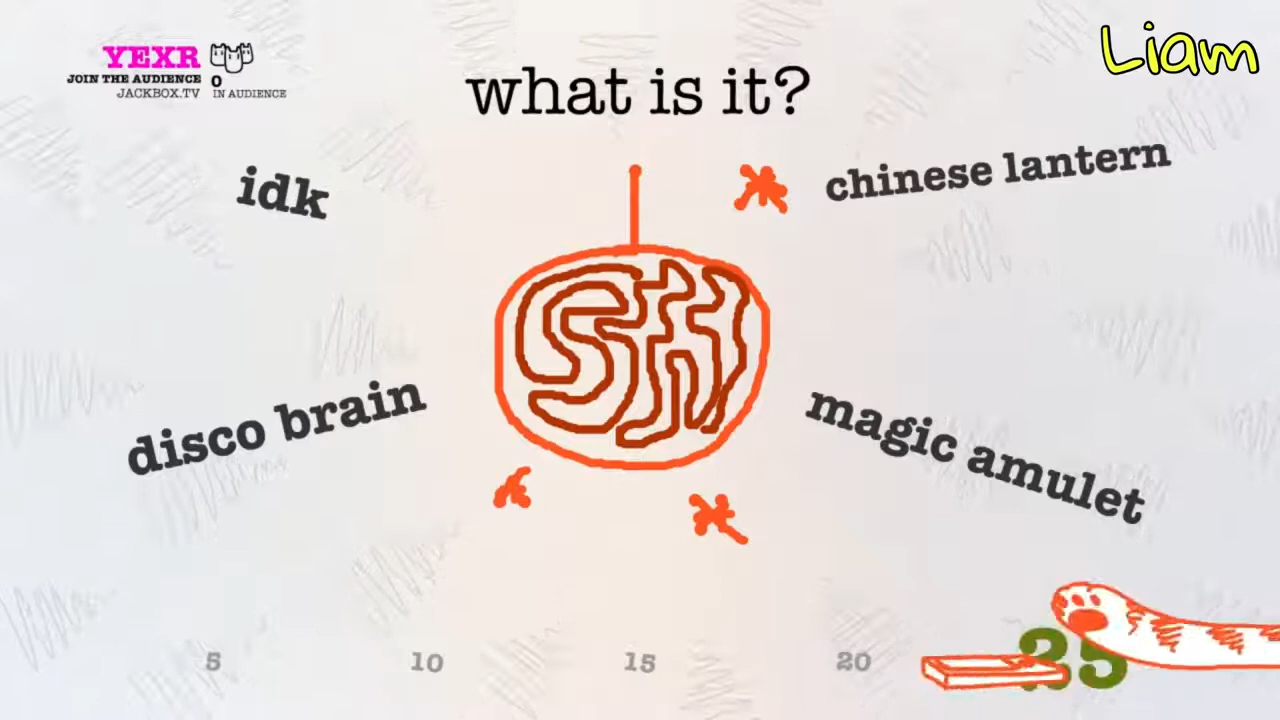 YEXR
JOIN THE AUDIENCE
JACKBOX.TV
0
IN AUDIENCE
what is it?
Liam
idk
chinese lantern
disco brain
magic amulet
5
10
15
20